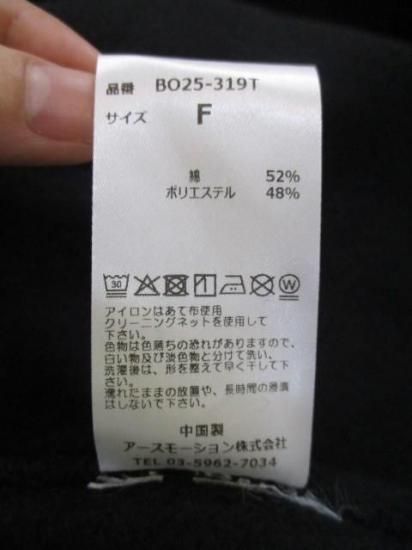 品番 BO25-319T
サイズ F
綿 52%
ポリエステル 48%
30
W
アイロンはあて布使用
クリーニングネットを使用して
下さい。
色物は色落ちの恐れがありますので、
白い物及び淡色物と分けて洗い、
洗濯後は、形を整えて早く干して
下さい。
濡れたままの放置や、長時間の浸漬
はしないで下さい。
中国製
アースモーション株式会社
TEL 03-5962-7034